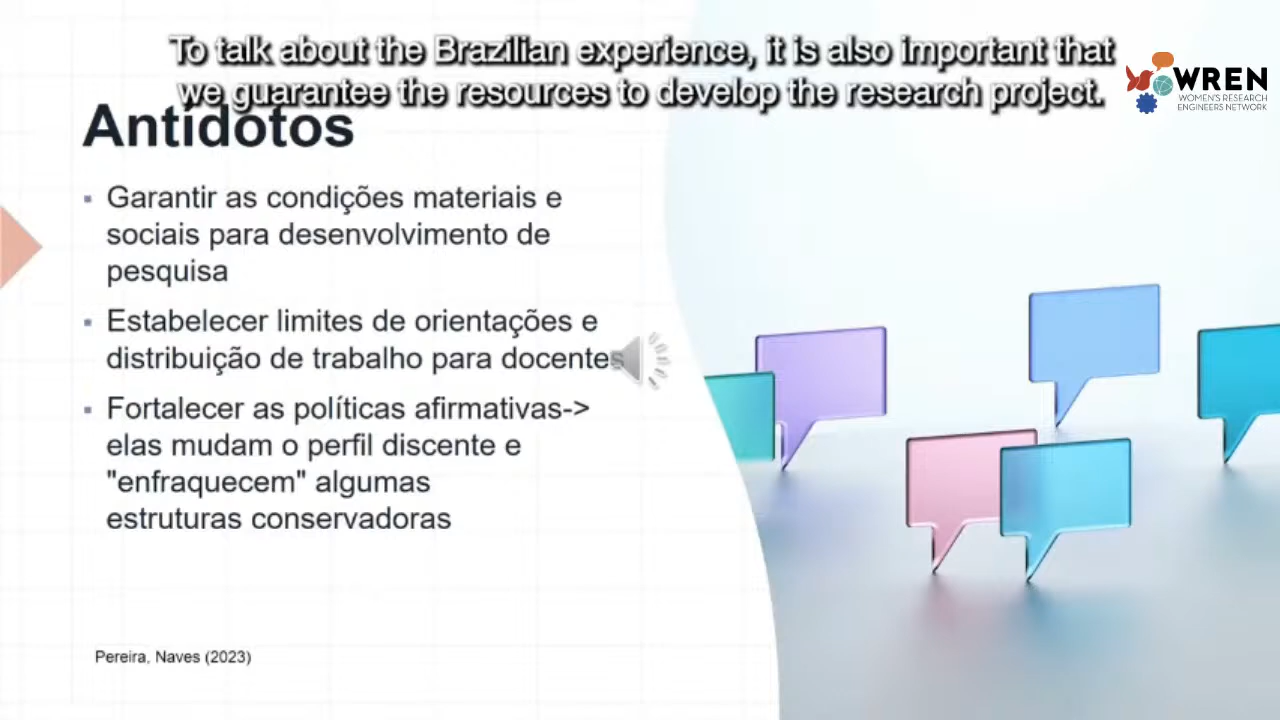 To talk about the Brazilian experience, it is also important that
we guarantee the resources to develop the research project.
WREN
WOMEN'S RESEARCH
ENGINEERS NETWORK
Antídotos
▪ Garantir as condições materiais e
sociais para desenvolvimento de
pesquisa
▪ Estabelecer limites de orientações e
distribuição de trabalho para docentes
▪ Fortalecer as políticas afirmativas->
elas mudam o perfil discente e
"enfraquecem" algumas
estruturas conservadoras
Pereira, Naves (2023)